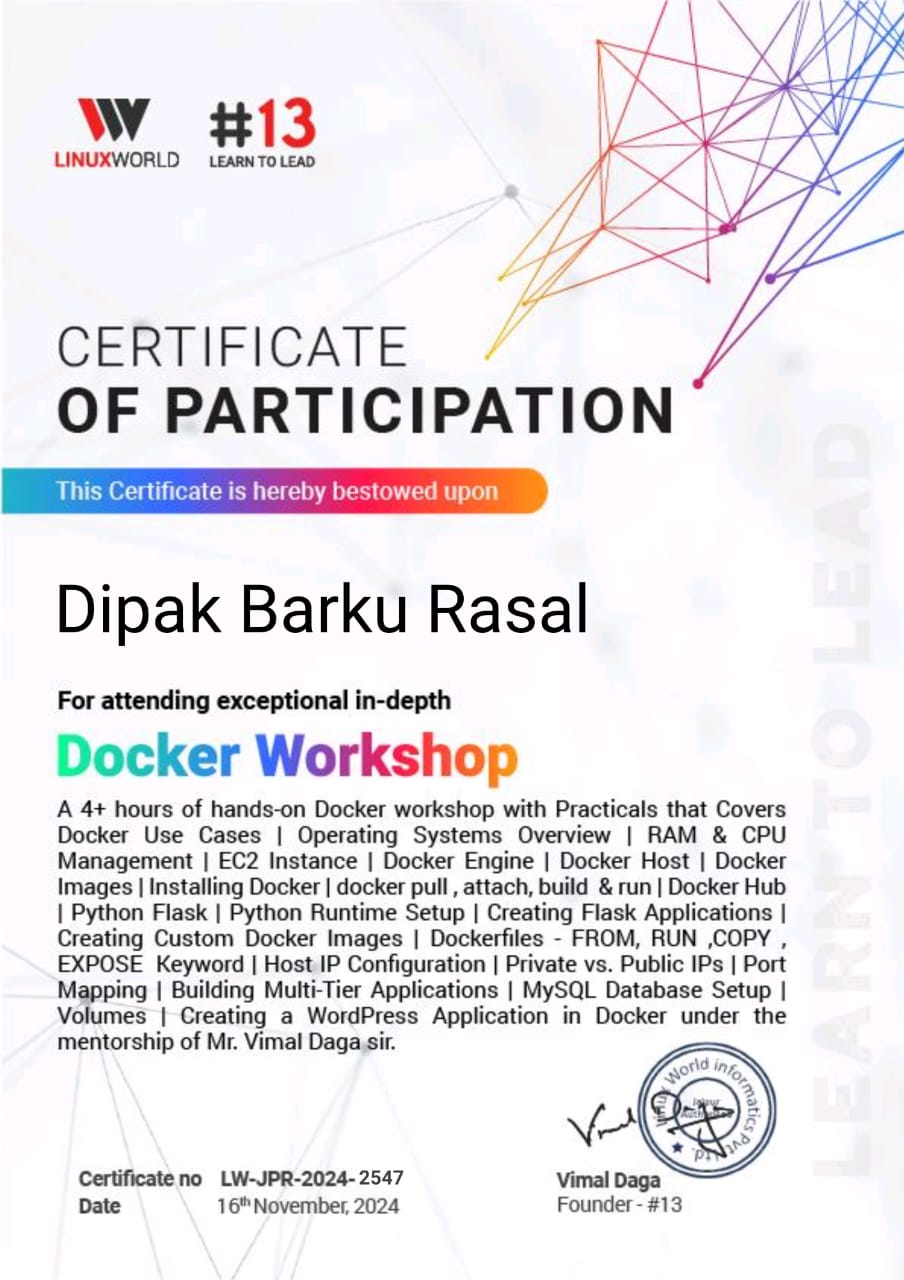 LINUXWORLD
#13
LEARN TO LEAD
CERTIFICATE
OF PARTICIPATION
This Certificate is hereby bestowed upon
Dipak Barku Rasal
For attending exceptional in-depth
Docker Workshop
A 4+ hours of hands-on Docker workshop with Practicals that Covers
Docker Use Cases | Operating Systems Overview | RAM & CPU
Management | EC2 Instance | Docker Engine | Docker Host | Docker
Images | Installing Docker | docker pull , attach, build & run | Docker Hub
| Python Flask | Python Runtime Setup | Creating Flask Applications |
Creating Custom Docker Images | Dockerfiles - FROM, RUN ,COPY ,
EXPOSE Keyword | Host IP Configuration | Private vs. Public IPs | Port
Mapping | Building Multi-Tier Applications | MySQL Database Setup |
Volumes | Creating a WordPress Application in Docker under the
mentorship of Mr. Vimal Daga sir.
LEARN TO LEAD
Linux World informatics Pvt. Ltd.
Jaipur
Certificate no LW-JPR-2024-2547
Date 16th November, 2024
Vimal Daga
Founder - #13